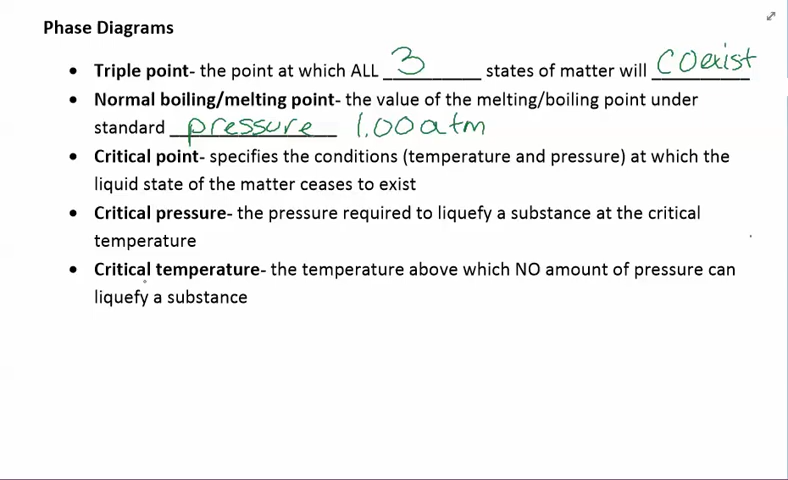 Phase Diagrams
• Triple point- the point at which ALL 3 states of matter will coexist
• Normal boiling/melting point- the value of the melting/boiling point under
standard pressure 1.00 atm
• Critical point- specifies the conditions (temperature and pressure) at which the
liquid state of the matter ceases to exist
• Critical pressure- the pressure required to liquefy a substance at the critical
temperature
• Critical temperature- the temperature above which NO amount of pressure can
liquefy a substance